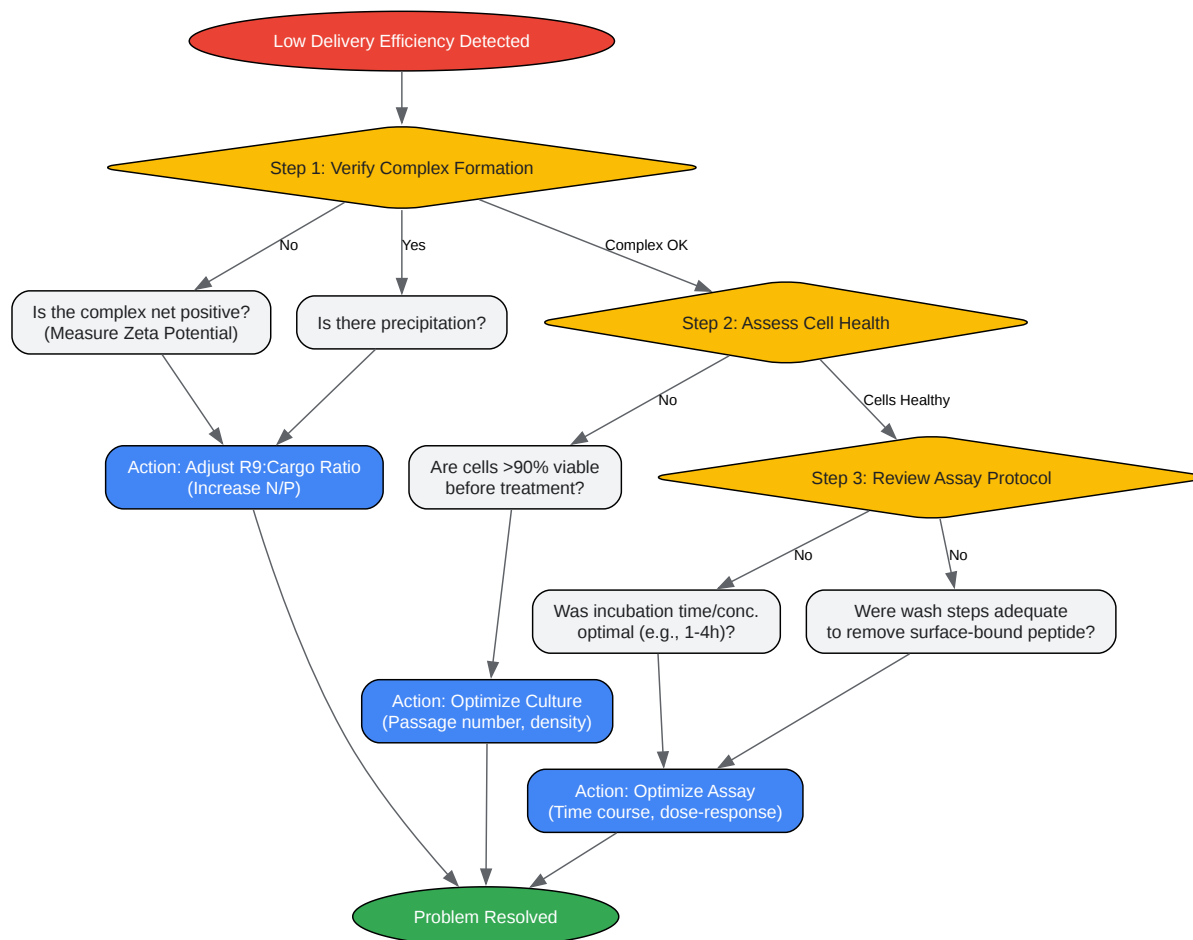 Low Delivery Efficiency Detected
Step 1: Verify Complex Formation
No
Yes
Complex OK
Is the complex net positive?
(Measure Zeta Potential)
Is there precipitation?
Step 2: Assess Cell Health
No
Cells Healthy
Action: Adjust R9:Cargo Ratio
(Increase N/P)
Are cells >90% viable
before treatment?
Step 3: Review Assay Protocol
No
No
Was incubation time/conc.
optimal (e.g., 1-4h)?
Were wash steps adequate
to remove surface-bound peptide?
Action: Optimize Culture
(Passage number, density)
Action: Optimize Assay
(Time course, dose-response)
Problem Resolved